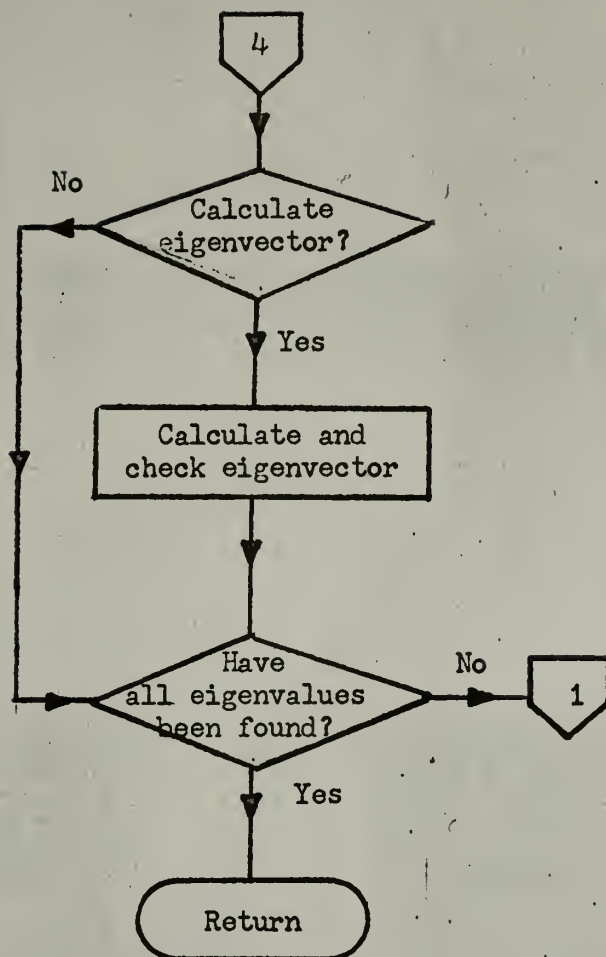 4
No
Calculate
eigenvector?
Yes
Calculate and
check eigenvector
Have
all eigenvalues
been found?
No
1
Yes
Return